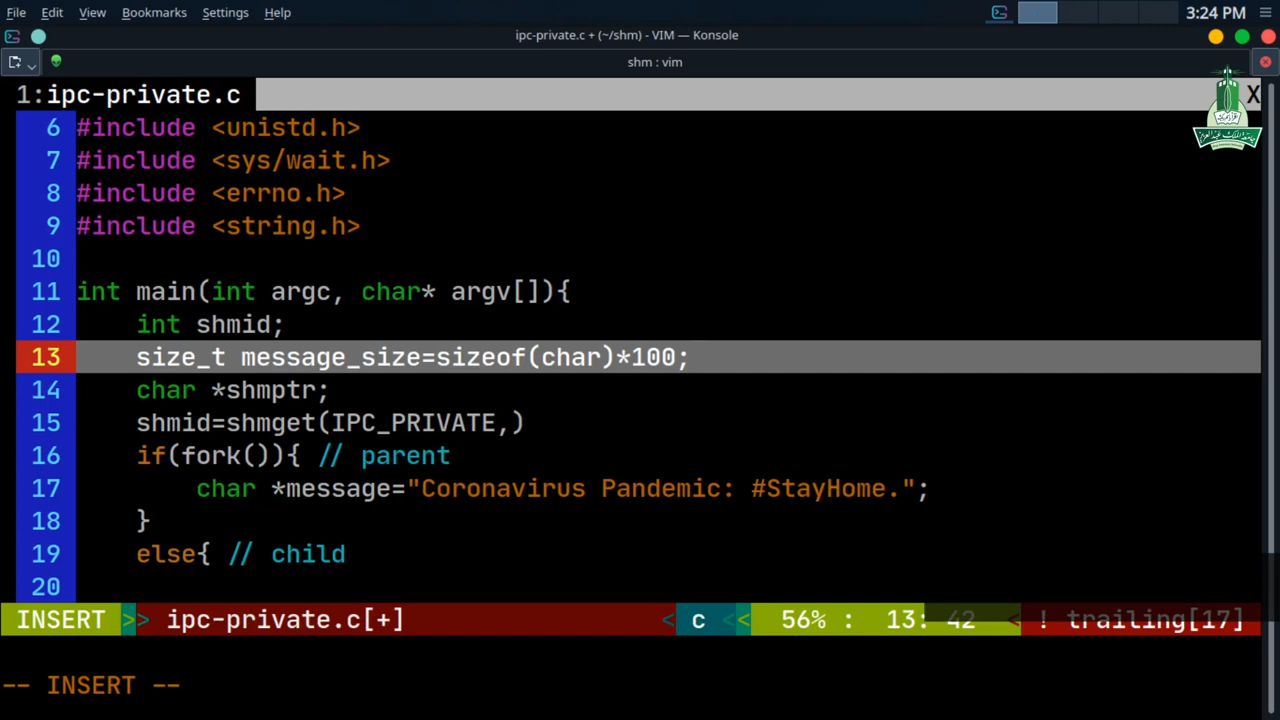 File Edit View Bookmarks Settings Help 3:24 PM
ipc-private.c + (~/shm) - VIM — Konsole
shm : vim
1:ipc-private.c X
6 #include <unistd.h>
7 #include <sys/wait.h>
8 #include <errno.h>
9 #include <string.h>
10
11 int main(int argc, char* argv[]){
12     int shmid;
13     size_t message_size=sizeof(char)*100;
14     char *shmptr;
15     shmid=shmget(IPC_PRIVATE,)
16     if(fork()){ // parent
17         char *message="Coronavirus Pandemic: #StayHome.";
18     }
19     else{ // child
20
INSERT >> ipc-private.c[+] < c << 56% : 13: 42 < ! trailing[17]
-- INSERT --